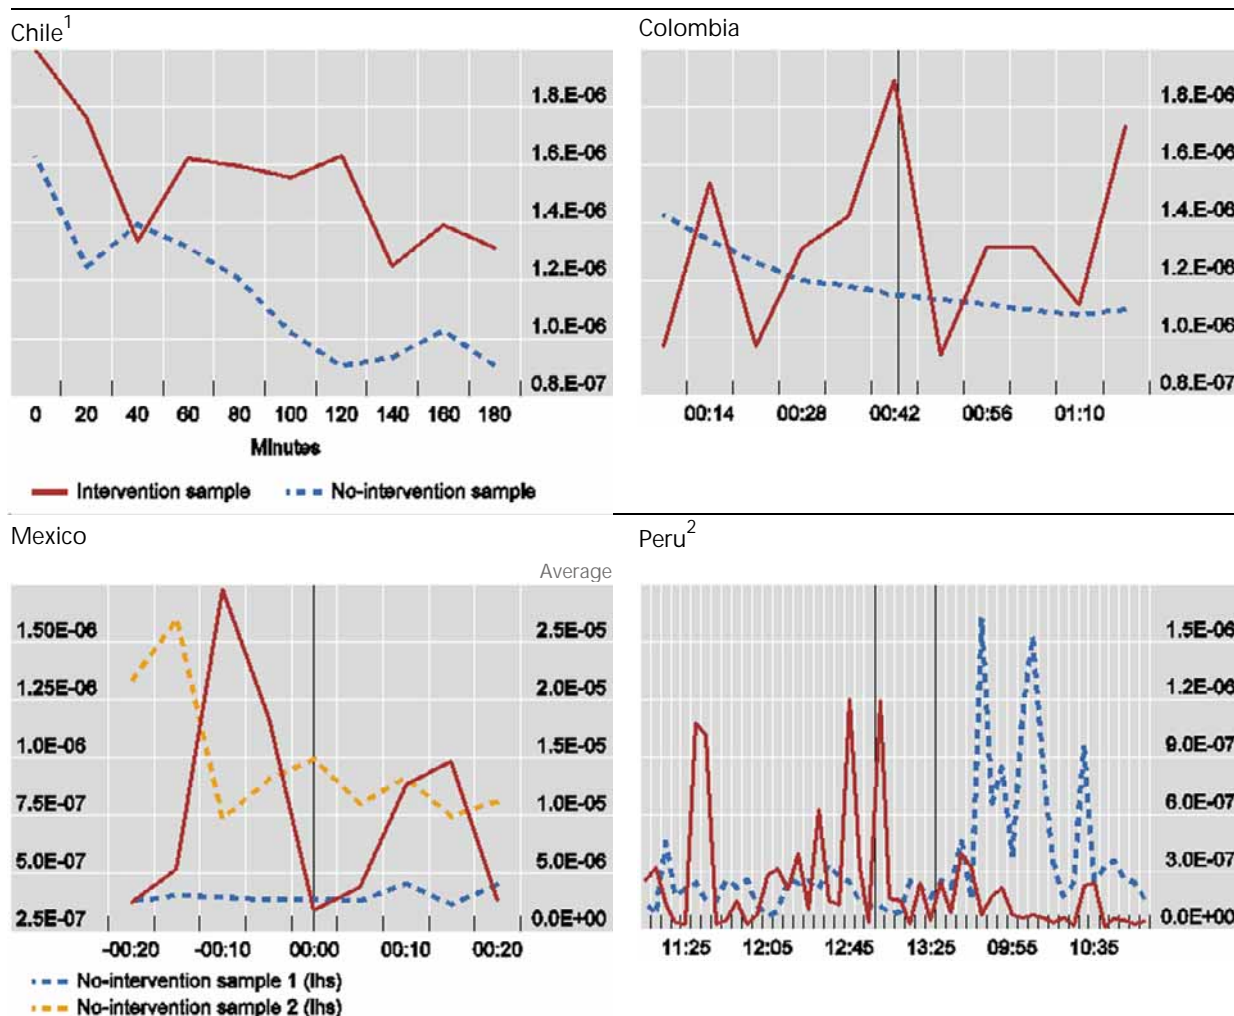 Chile1
1.8.E-06
1.6.E-06
1.4.E-06
1.2.E-06
1.0.E-06
0.8.E-07
0 20 40 60 80 100 120 140 160 180
Minutes
Intervention sample No-intervention sample
Colombia
1.8.E-06
1.6.E-06
1.4.E-06
1.2.E-06
1.0.E-06
0.8.E-07
00:14 00:28 00:42 00:56 01:10
Mexico
Average
1.50E-06 2.5E-05
1.25E-06 2.0E-05
1.0E-06 1.5E-05
7.5E-07 1.0E-05
5.0E-07 5.0E-06
2.5E-07 0.0E+00
-00:20 -00:10 00:00 00:10 00:20
No-intervention sample 1 (lhs)
No-intervention sample 2 (lhs)
Peru2
1.5E-06
1.2E-06
9.0E-07
6.0E-07
3.0E-07
0.0E+00
11:25 12:05 12:45 13:25 09:55 10:35